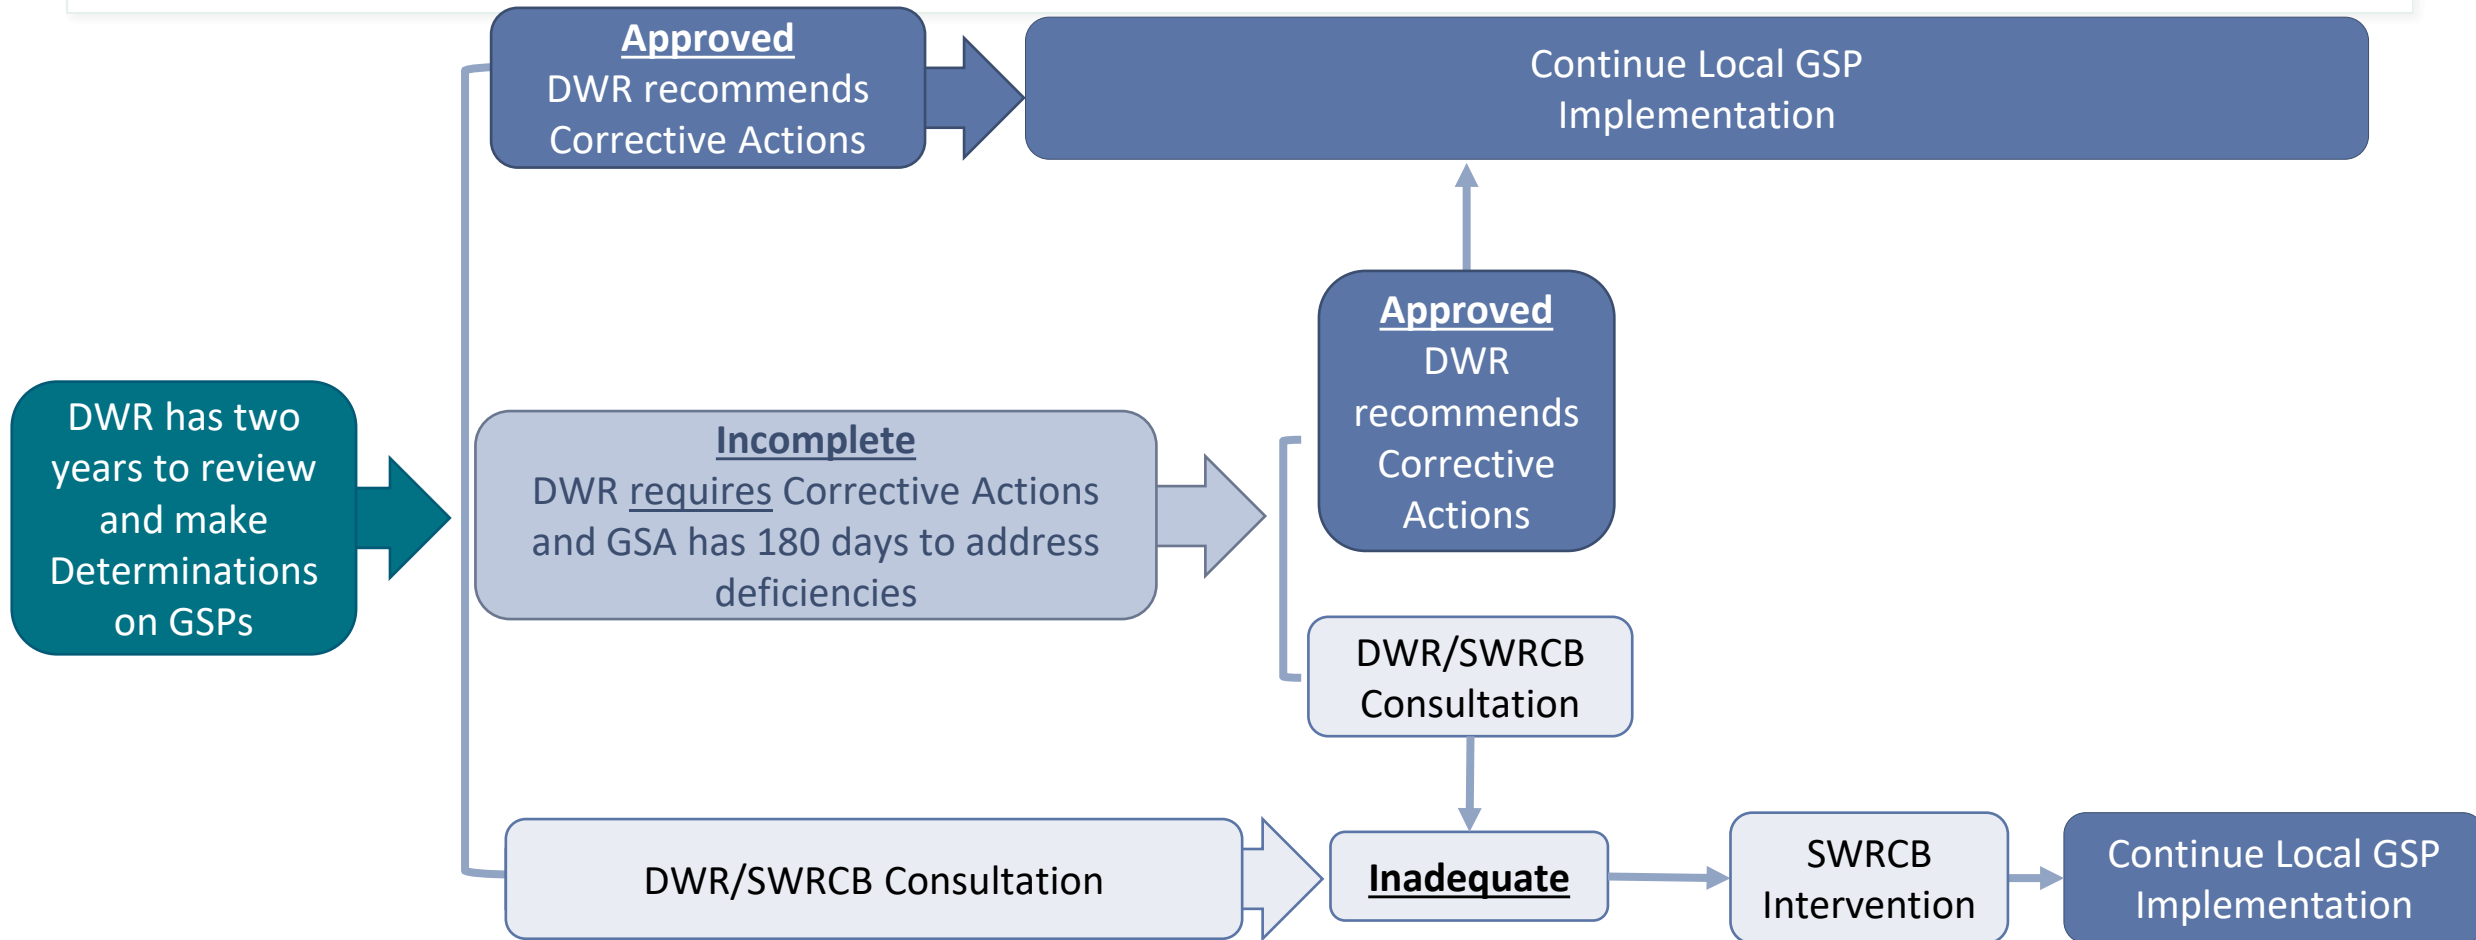 Approved
DWR recommends
Corrective Actions
Continue Local GSP
Implementation
DWR has two
years to review
and make
Determinations
on GSPs
Incomplete
DWR requires Corrective Actions
and GSA has 180 days to address
deficiencies
Approved
DWR
recommends
Corrective
Actions
DWR/SWRCB
Consultation
DWR/SWRCB Consultation
Inadequate
SWRCB
Intervention
Continue Local GSP
Implementation